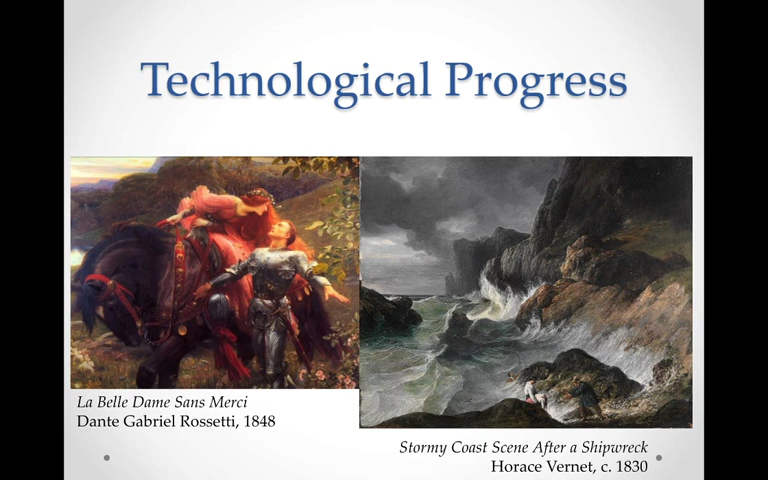 Technological Progress
La Belle Dame Sans Merci
Dante Gabriel Rossetti, 1848
Stormy Coast Scene After a Shipwreck
Horace Vernet, c. 1830